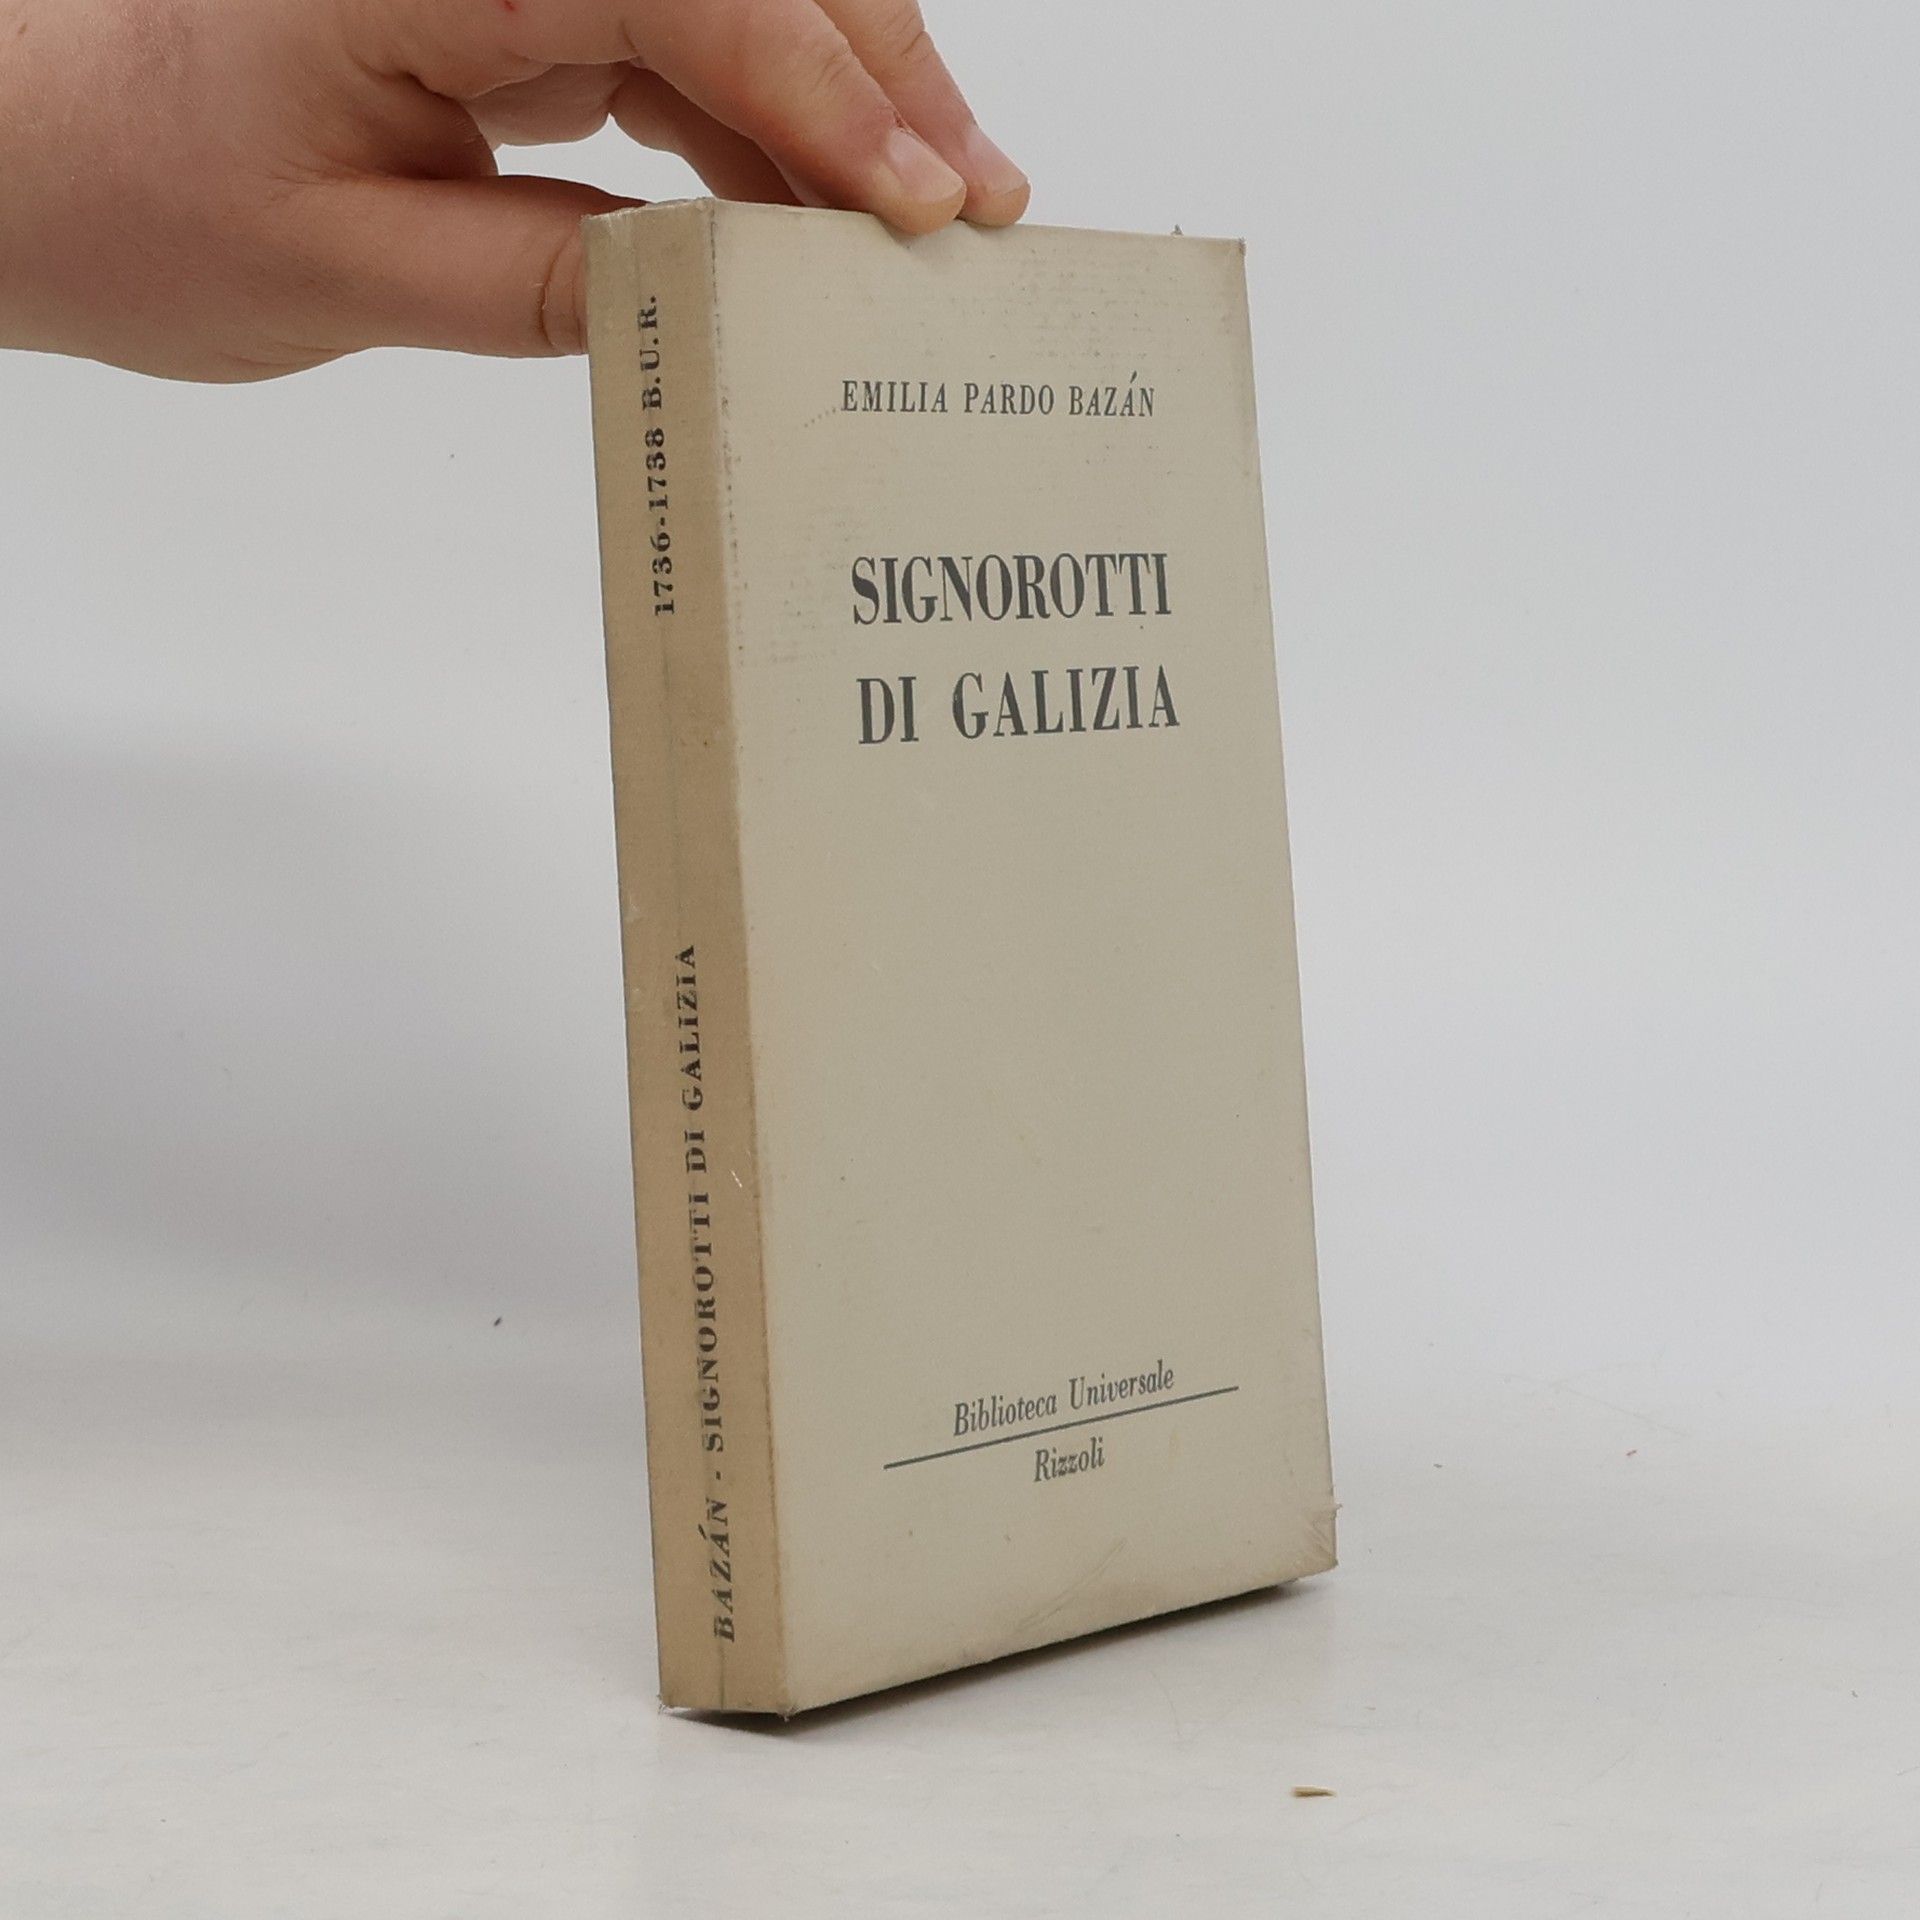 EMILIA PARDO BAZÁN
SIGNOROTTI
DI GALIZIA
Biblioteca Universale
Rizzoli
BAZÁN - SIGNOROTTI DI GALIZIA
1736-1738 B.U.R.